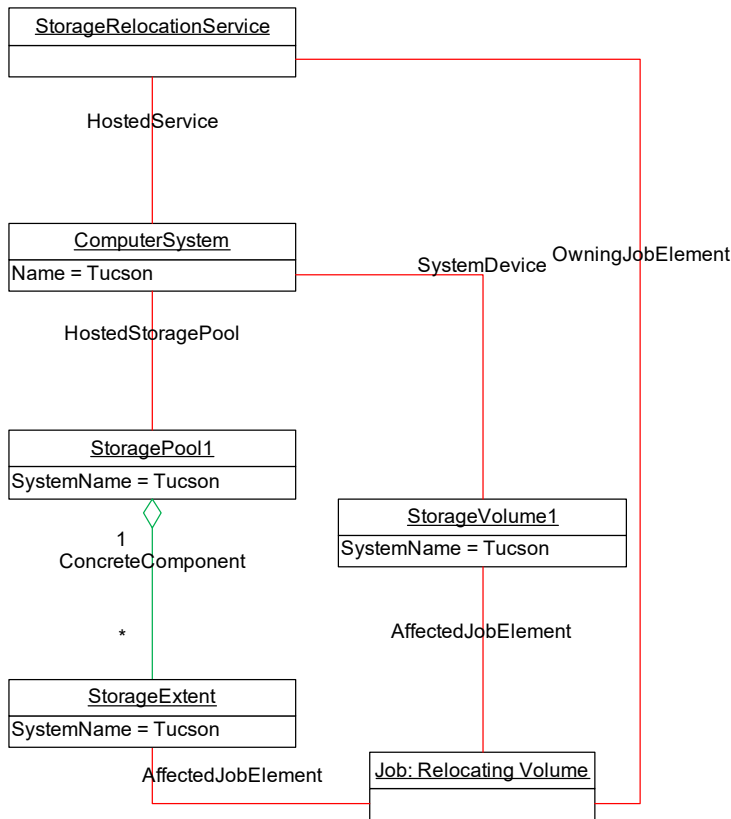 StorageRelocationService
HostedService
ComputerSystem
Name = Tucson
SystemDevice
OwningJobElement
HostedStoragePool
StoragePool1
SystemName = Tucson
1
ConcreteComponent
StorageVolume1
SystemName = Tucson
*
AffectedJobElement
StorageExtent
SystemName = Tucson
AffectedJobElement
Job: Relocating Volume